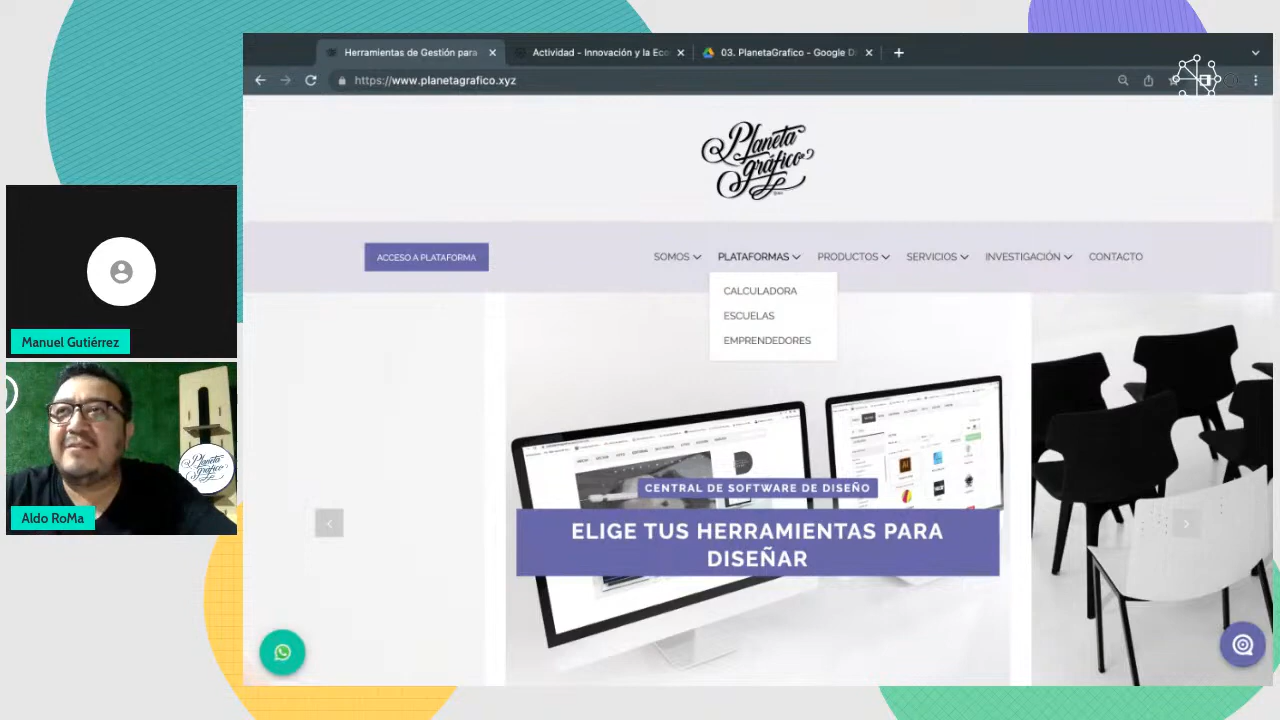 Herramientas de Gestión para
Actividad - Innovación y la Eco
03. PlanetaGrafico - Google D
https://www.planetagrafico.xyz
Planeta
gráfico
ACCESO A PLATAFORMA
SOMOS
PLATAFORMAS
PRODUCTOS
SERVICIOS
INVESTIGACIÓN
CONTACTO
CALCULADORA
ESCUELAS
EMPRENDEDORES
CENTRAL DE SOFTWARE DE DISEÑO
ELIGE TUS HERRAMIENTAS PARA
DISEÑAR
Manuel Gutiérrez
Planeta
gráfico
Aldo RoMa